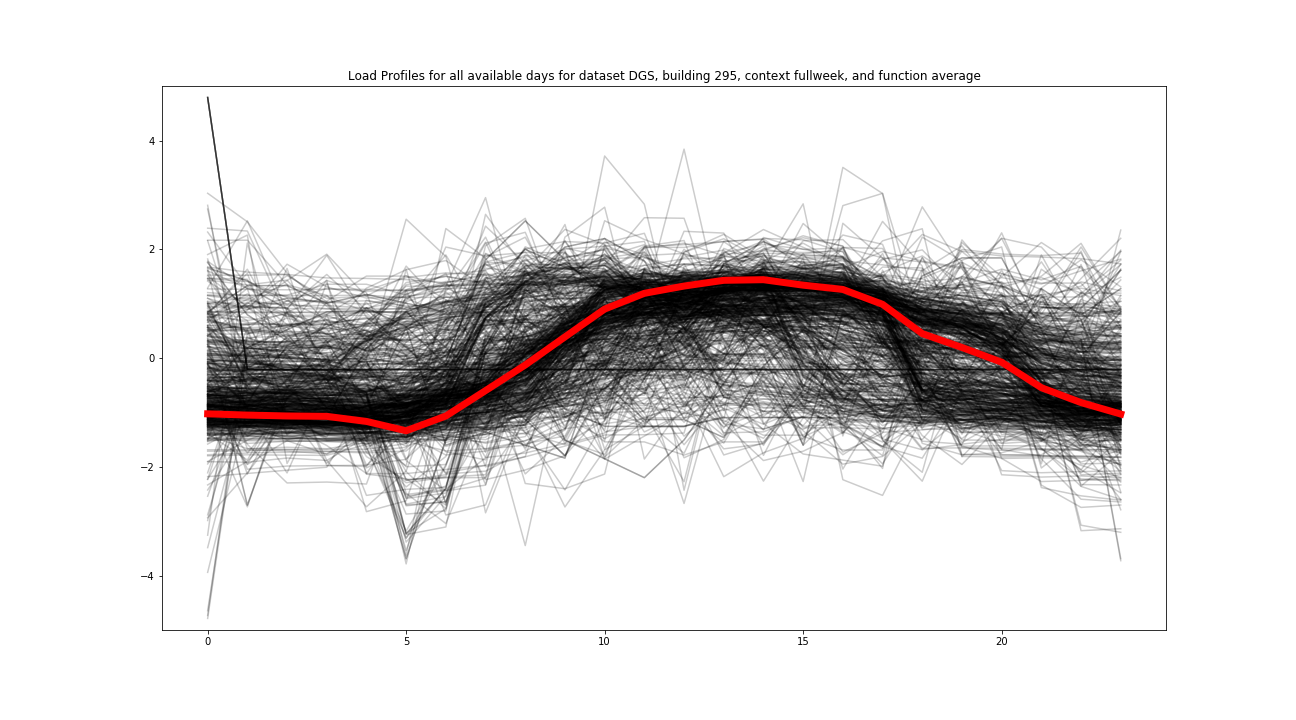 Load Profiles for all available days for dataset DGS, building 295, context fullweek, and function average
4
2
0
−2
−4
0 5 10 15 20